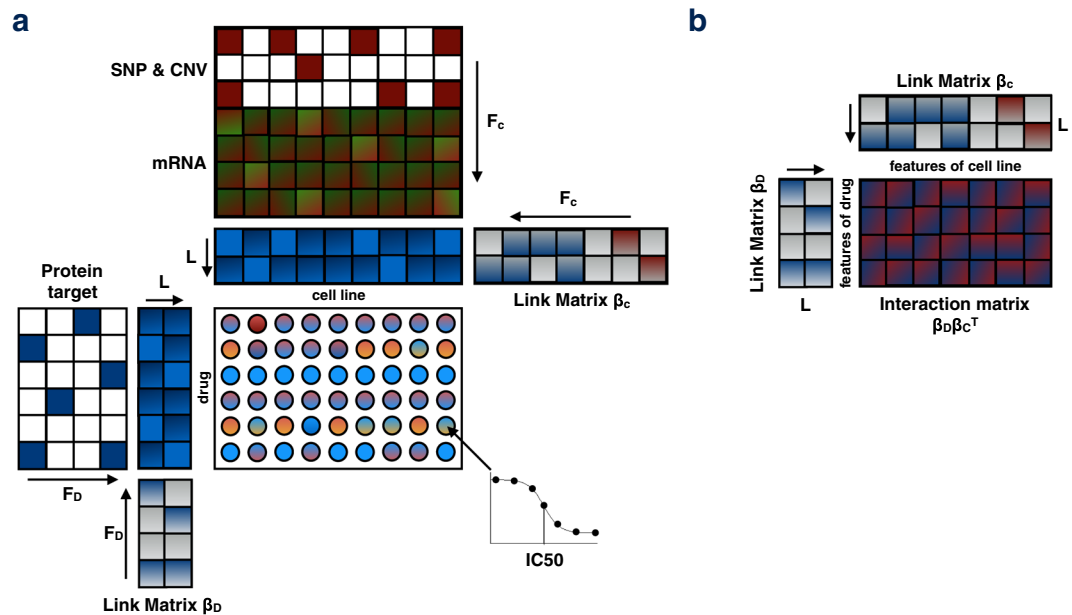 a
SNP & CNV
mRNA
Fc
L
cell line
Fc
Link Matrix βc
Protein
target
L
drug
FD
FD
Link Matrix βD
IC50
b
Link Matrix βc
L
features of cell line
Link Matrix βD
features of drug
L
Interaction matrix
βDβCᵀ